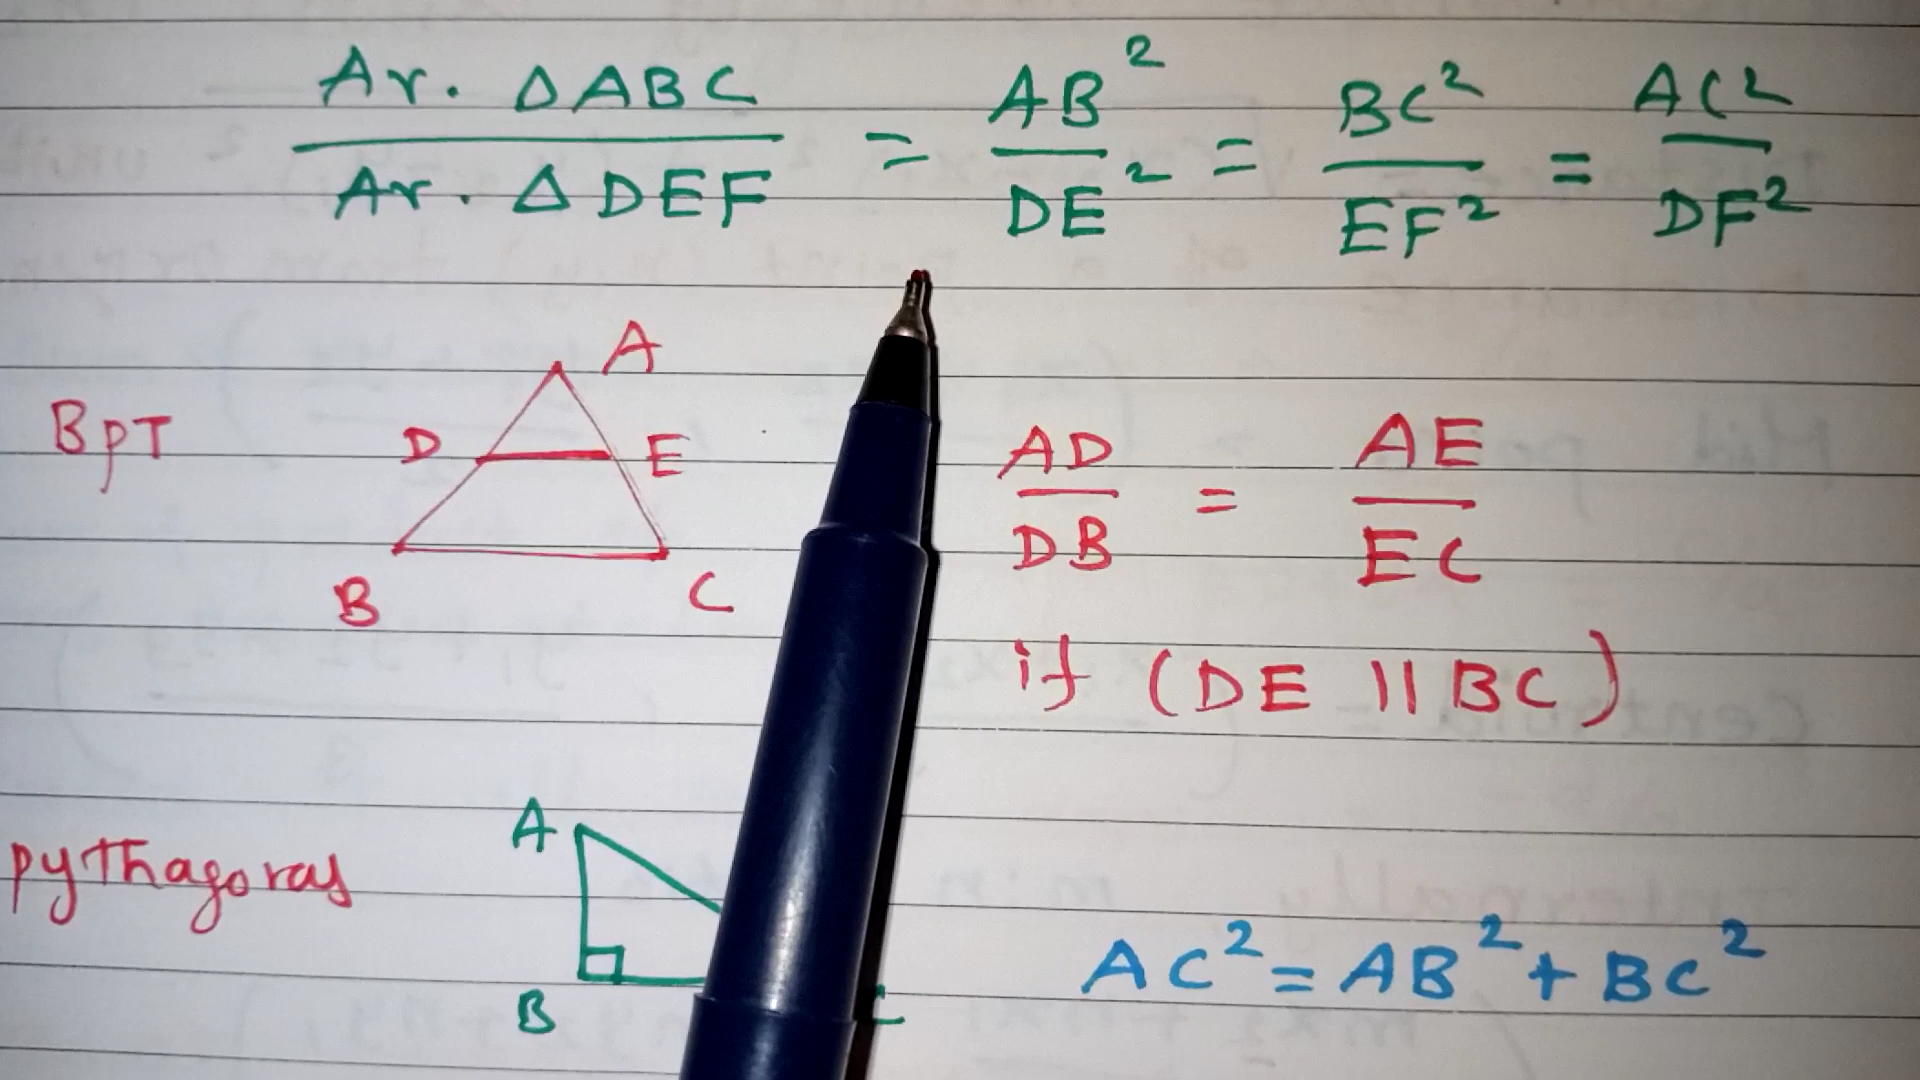 Ar. ΔABC / Ar. ΔDEF = AB² / DE² = BC² / EF² = AC² / DF²
BPT
A
D E
B C
AD / DB = AE / EC
if (DE || BC)
pythagoras
A
B
AC² = AB² + BC²